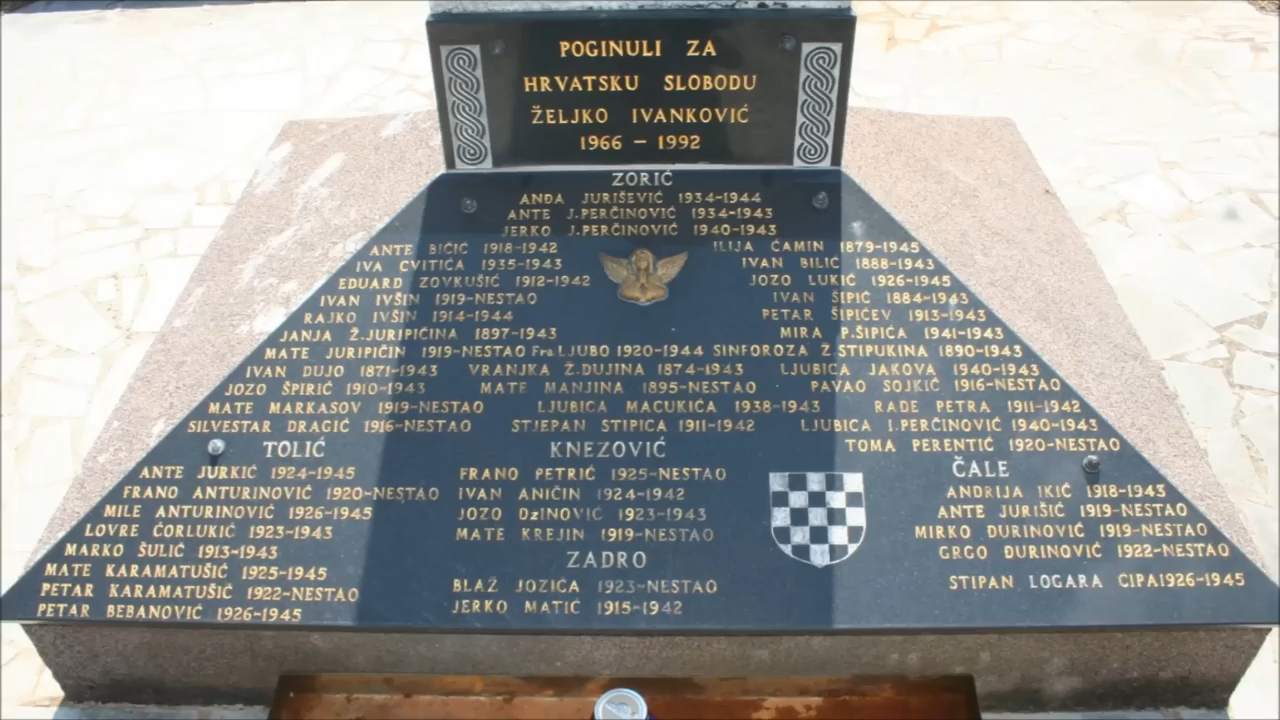 POGINULI ZA
HRVATSKU SLOBODU
ŽELJKO IVANKOVIĆ
1966 – 1992
ZORIĆ
ANĐA JURIŠEVIĆ 1934-1944
ANTE J.PERČINOVIĆ 1934-1943
JERKO J.PERČINOVIĆ 1940-1943
ANTE BIČIĆ 1918-1942 ILIJA ĆAMIN 1879-1945
IVA CVITIĆA 1935-1943 IVAN BILIĆ 1888-1943
EDUARD ZOVKUŠIĆ 1912-1942 JOZO LUKIĆ 1926-1945
IVAN IVŠIN 1919-NESTAO IVAN ŠIPIĆ 1884-1943
RAJKO IVŠIN 1914-1944 PETAR ŠIPIĆEV 1913-1943
JANJA Ž.JURIPIČINA 1897-1943 MIRA P.ŠIPIĆA 1941-1943
MATE JURIPIČIN 1919-NESTAO Fra LJUBO 1920-1944 SINFOROZA Ž.STIPUKINA 1890-1943
IVAN DUJO 1871-1943 VRANJKA Ž.DUJINA 1874-1943 LJUBICA JAKOVA 1940-1943
JOZO ŠPIRIĆ 1910-1943 MATE MANJINA 1895-NESTAO PAVAO SOJKIĆ 1916-NESTAO
MATE MARKASOV 1919-NESTAO LJUBICA MACUKIĆA 1938-1943 RADE PETRA 1911-1942
SILVESTAR DRAGIĆ 1916-NESTAO STJEPAN STIPICA 1911-1942 LJUBICA I.PERČINOVIĆ 1940-1943
TOMA PERENTIĆ 1920-NESTAO
TOLIĆ
ANTE JURKIĆ 1924-1945
FRANO ANTURINOVIĆ 1920-NESTAO
MILE ANTURINOVIĆ 1926-1945
LOVRE ĆORLUKIĆ 1923-1943
MARKO ŠULIĆ 1913-1943
MATE KARAMATUŠIĆ 1925-1945
PETAR KARAMATUŠIĆ 1922-NESTAO
PETAR BEBANOVIĆ 1926-1945
KNEZOVIĆ
FRANO PETRIĆ 1925-NESTAO
IVAN ANIČIN 1924-1942
JOZO DžINOVIĆ 1923-1943
MATE KREJIN 1919-NESTAO
ZADRO
BLAŽ JOZIĆA 1923-NESTAO
JERKO MATIĆ 1915-1942
ČALE
ANDRIJA IKIĆ 1918-1943
ANTE JURIŠIĆ 1919-NESTAO
MIRKO ĐURINOVIĆ 1919-NESTAO
GRGO ĐURINOVIĆ 1922-NESTAO
STIPAN LOGARA CIPA1926-1945